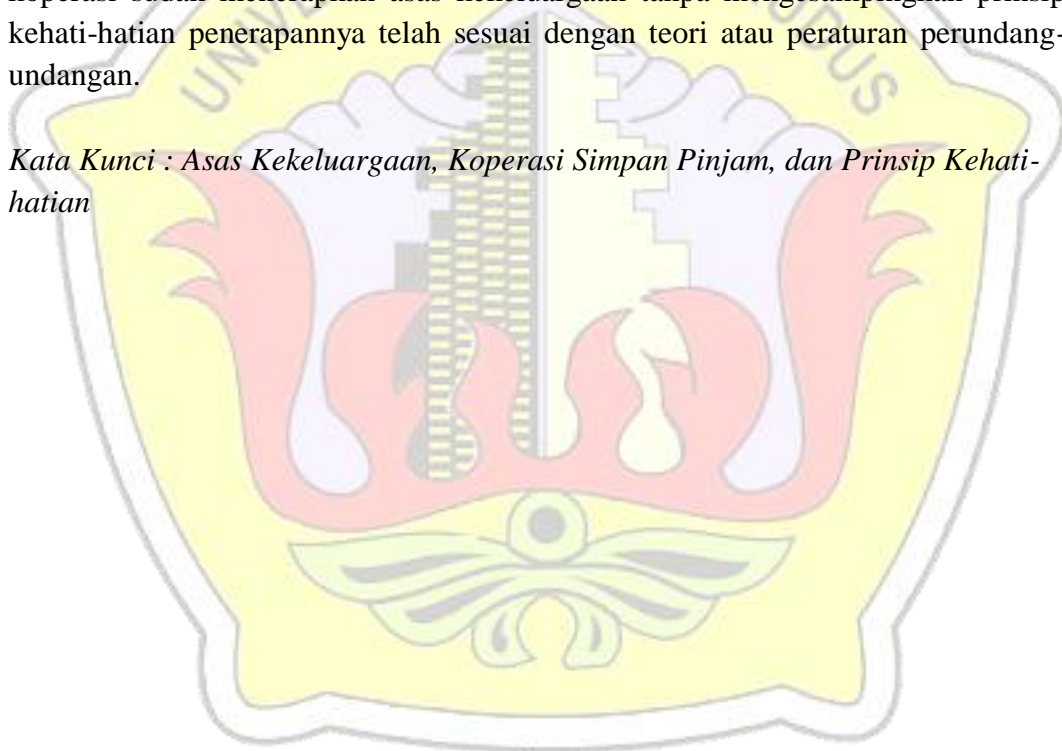 koperasi sudah menerapkan asas kekeluargaan tanpa mengesampingkan prinsip
kehati-hatian penerapannya telah sesuai dengan teori atau peraturan perundang-
undangan.
Kata Kunci : Asas Kekeluargaan, Koperasi Simpan Pinjam, dan Prinsip Kehati-
hatian